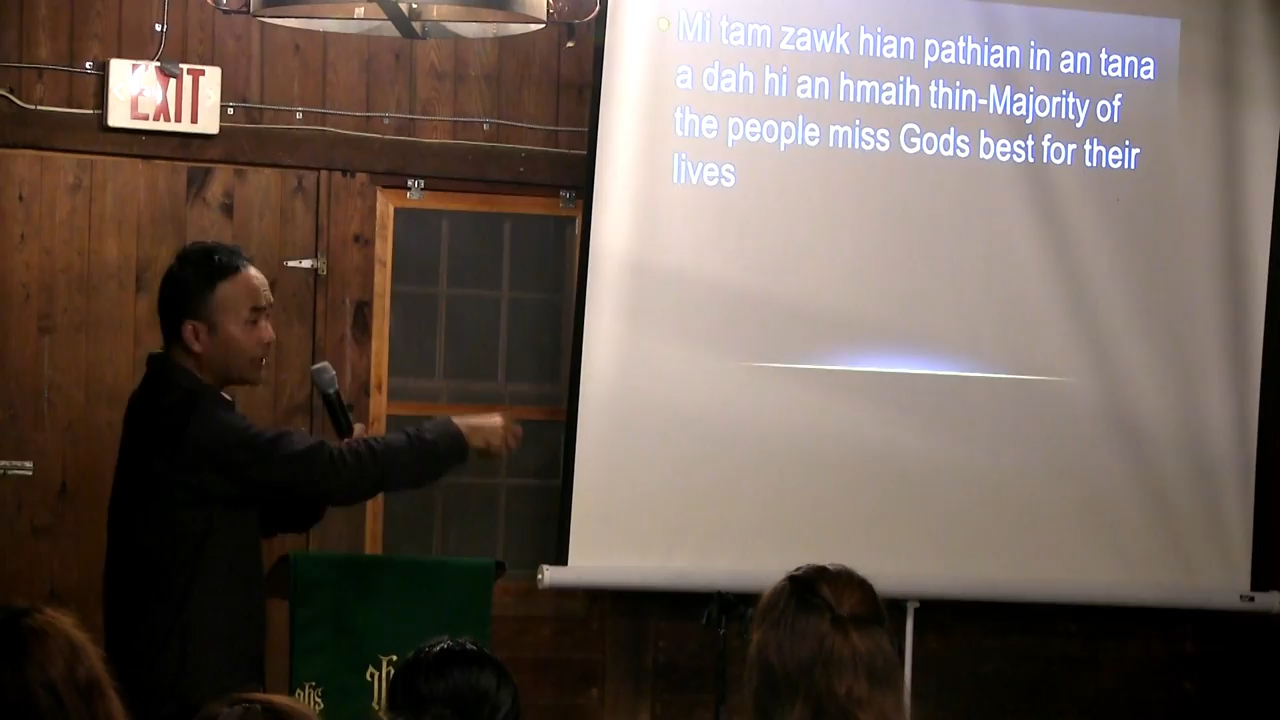 EXIT
Mi tam zawk hian pathian in an tana
a dah hi an hmaih thin-Majority of
the people miss Gods best for their
lives